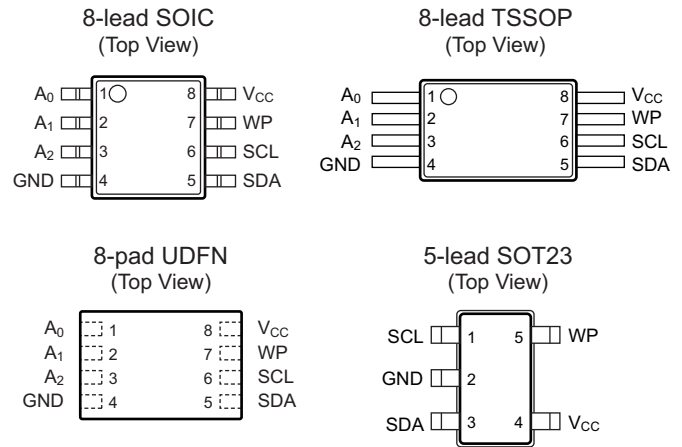 8-lead SOIC
(Top View)
A0 1 8 VCC
A1 2 7 WP
A2 3 6 SCL
GND 4 5 SDA
8-lead TSSOP
(Top View)
A0 1 8 VCC
A1 2 7 WP
A2 3 6 SCL
GND 4 5 SDA
8-pad UDFN
(Top View)
A0 1 8 VCC
A1 2 7 WP
A2 3 6 SCL
GND 4 5 SDA
5-lead SOT23
(Top View)
SCL 1 5 WP
GND 2
SDA 3 4 VCC